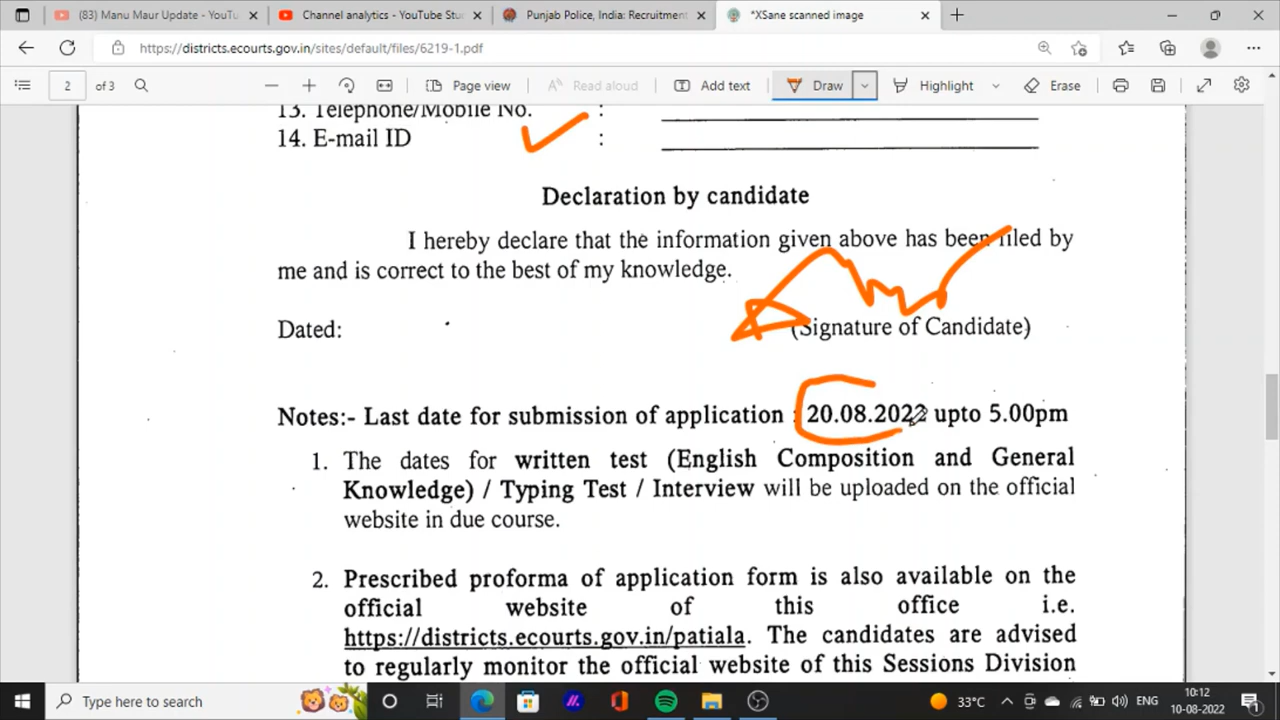 (83) Manu Maur Update - YouTu
Channel analytics - YouTube Stu
Punjab Police, India: Recruitment
*XSane scanned image
https://districts.ecourts.gov.in/sites/default/files/6219-1.pdf
2 of 3
Page view
Read aloud
Add text
Draw
Highlight
Erase
13. Telephone/Mobile No. :
14. E-mail ID :
Declaration by candidate
I hereby declare that the information given above has been filed by
me and is correct to the best of my knowledge.
Dated:
(Signature of Candidate)
Notes:- Last date for submission of application : 20.08.2022 upto 5.00pm
1. The dates for written test (English Composition and General
Knowledge) / Typing Test / Interview will be uploaded on the official
website in due course.
2. Prescribed proforma of application form is also available on the
official website of this office i.e.
https://districts.ecourts.gov.in/patiala. The candidates are advised
to regularly monitor the official website of this Sessions Division
Type here to search
33°C
ENG
10:12
10-08-2022
1